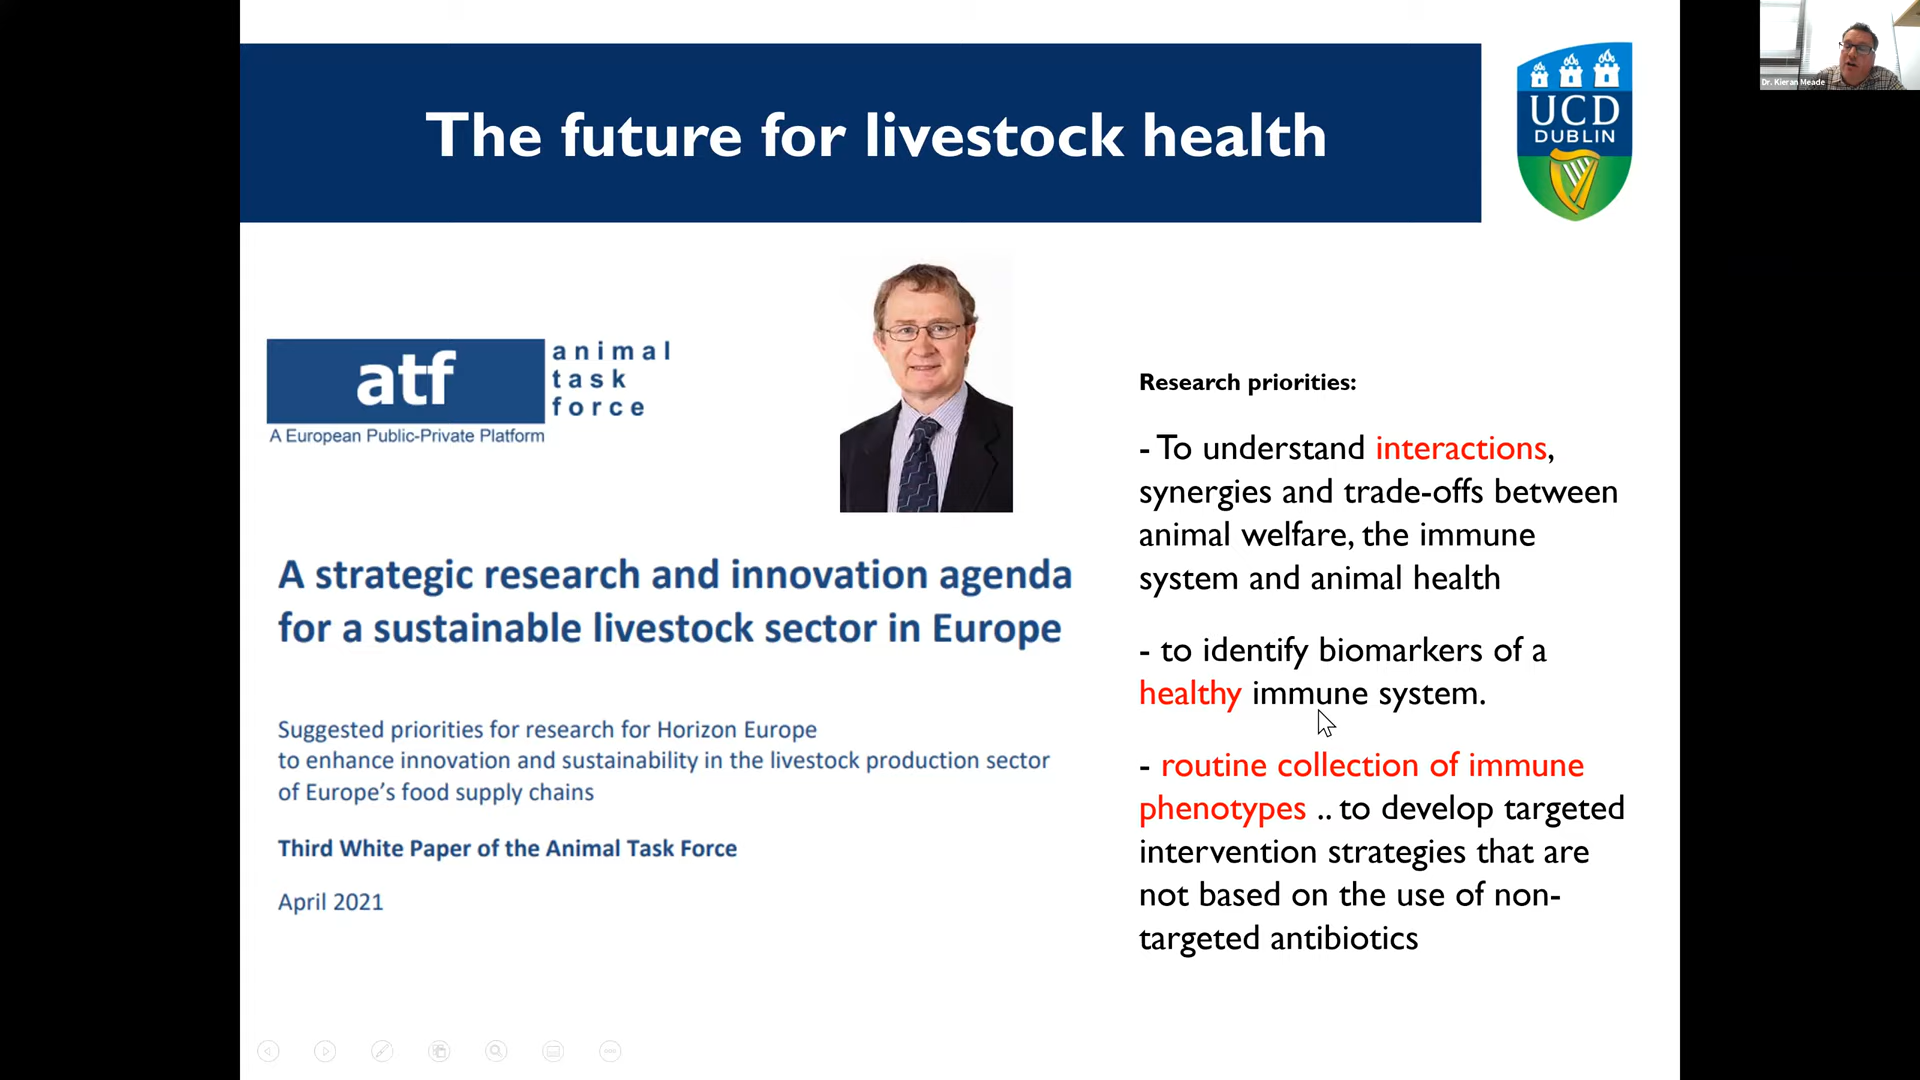 The future for livestock health
UCD
DUBLIN
Dr. Kieran Meade
atf
animal
task
force
A European Public-Private Platform
A strategic research and innovation agenda
for a sustainable livestock sector in Europe
Suggested priorities for research for Horizon Europe
to enhance innovation and sustainability in the livestock production sector
of Europe’s food supply chains
Third White Paper of the Animal Task Force
April 2021
Research priorities:
- To understand interactions,
synergies and trade-offs between
animal welfare, the immune
system and animal health
- to identify biomarkers of a
healthy immune system.
- routine collection of immune
phenotypes .. to develop targeted
intervention strategies that are
not based on the use of non-
targeted antibiotics